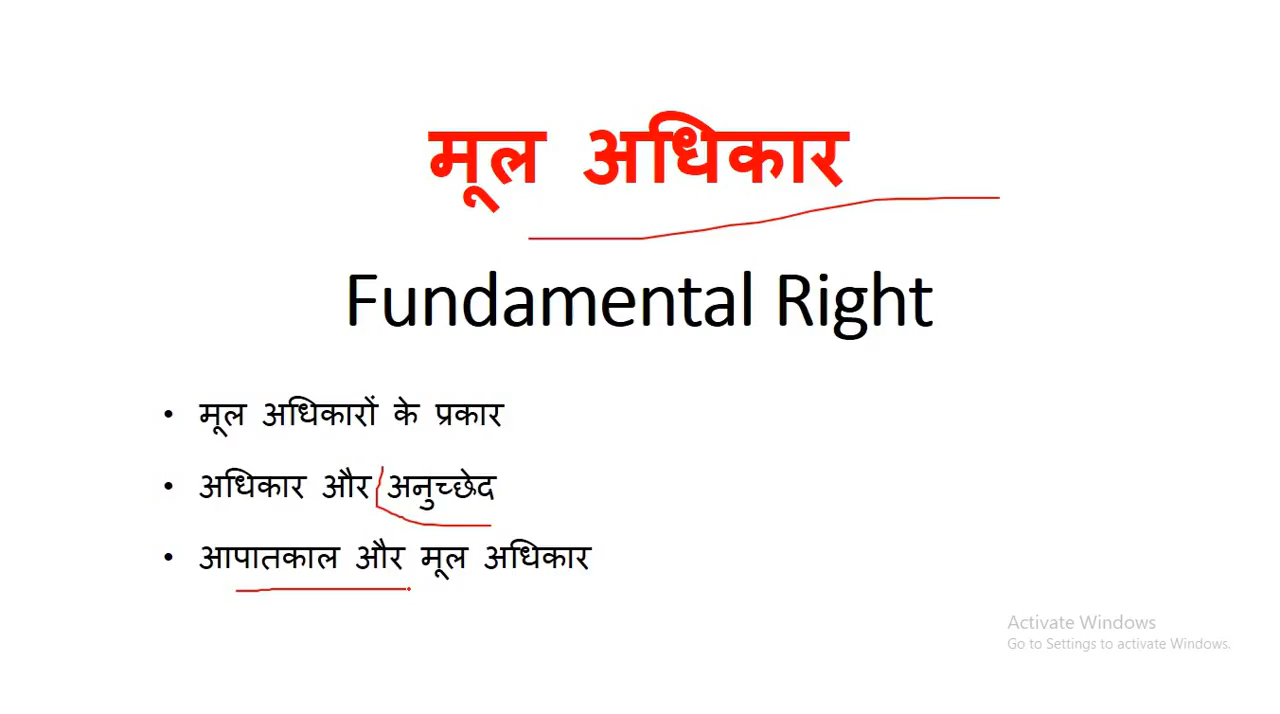 मूल अधिकार
Fundamental Right
• मूल अधिकारों के प्रकार
• अधिकार और अनुच्छेद
• आपातकाल और मूल अधिकार
Activate Windows
Go to Settings to activate Windows.